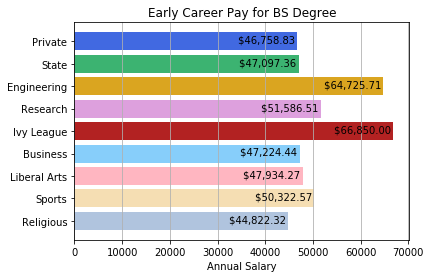 Early Career Pay for BS Degree
Private $46,758.83
State $47,097.36
Engineering $64,725.71
Research $51,586.51
Ivy League $66,850.00
Business $47,224.44
Liberal Arts $47,934.27
Sports $50,322.57
Religious $44,822.32
0 10000 20000 30000 40000 50000 60000 70000
Annual Salary